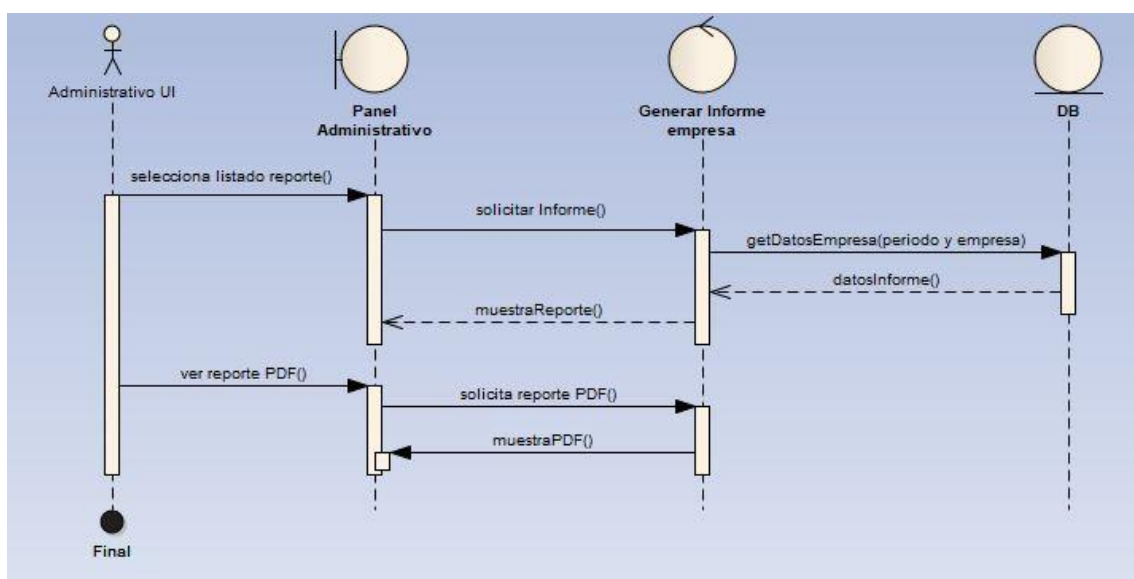 Administrativo UI
Panel
Administrativo
Generar Informe
empresa
DB
selecciona listado reporte()
solicitar Informe()
getDatosEmpresa(periodo y empresa)
datosInforme()
muestraReporte()
ver reporte PDF()
solicita reporte PDF()
muestraPDF()
Final